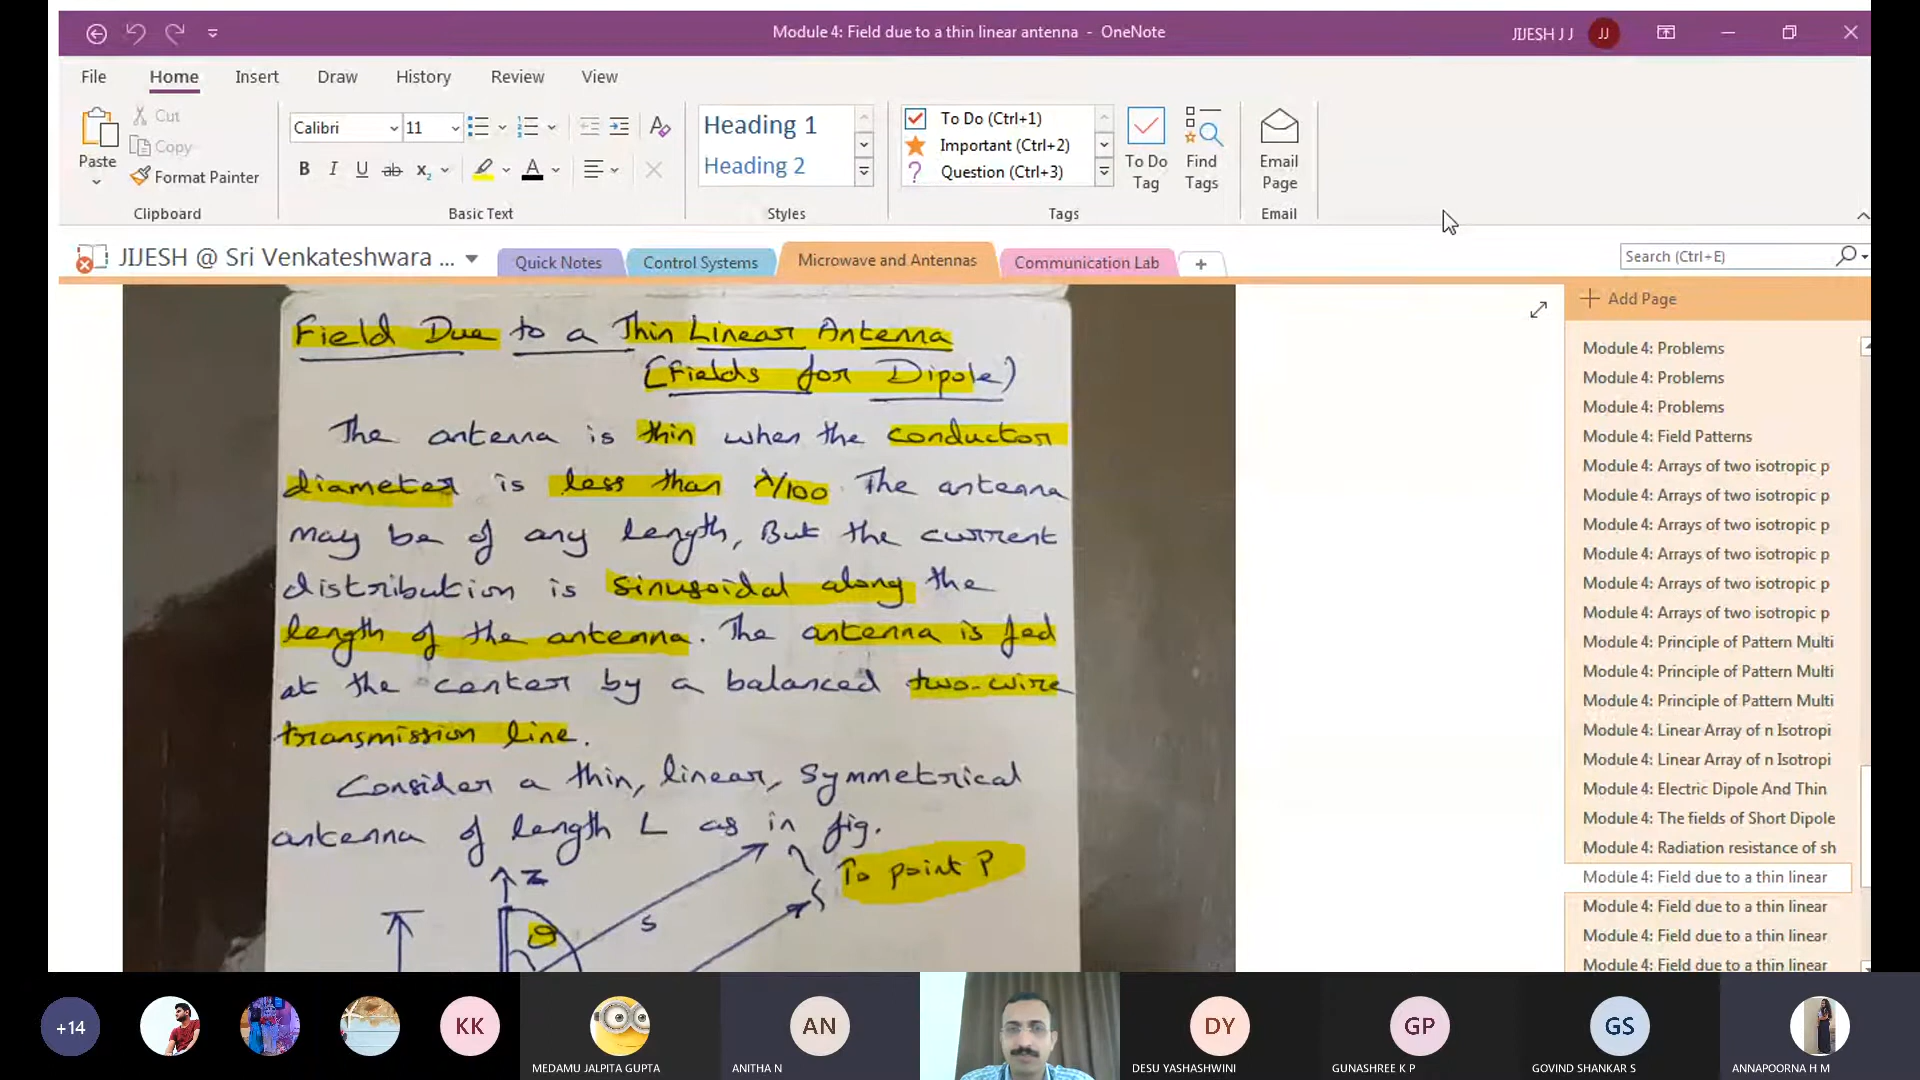 Module 4: Field due to a thin linear antenna - OneNote
JIJESH J J
JJ
File Home Insert Draw History Review View
Paste
Cut
Copy
Format Painter
Clipboard
Calibri 11
B I U ab x₂ A
Basic Text
Heading 1
Heading 2
Styles
To Do (Ctrl+1)
Important (Ctrl+2)
Question (Ctrl+3)
Tags
To Do Tag
Find Tags
Email Page
Email
JIJESH @ Sri Venkateshwara ...
Quick Notes
Control Systems
Microwave and Antennas
Communication Lab
Search (Ctrl+E)
Field Due to a Thin Linear Antenna
(Fields for Dipole)
The antenna is thin when the conductor
diameter is less than λ/100. The antenna
may be of any length, But the current
distribution is sinusoidal along the
length of the antenna. The antenna is fed
at the center by a balanced two-wire
transmission line.
Consider a thin, linear, symmetrical
antenna of length L as in fig.
To point P
z
θ
s
Add Page
Module 4: Problems
Module 4: Problems
Module 4: Problems
Module 4: Field Patterns
Module 4: Arrays of two isotropic p
Module 4: Arrays of two isotropic p
Module 4: Arrays of two isotropic p
Module 4: Arrays of two isotropic p
Module 4: Arrays of two isotropic p
Module 4: Arrays of two isotropic p
Module 4: Principle of Pattern Multi
Module 4: Principle of Pattern Multi
Module 4: Principle of Pattern Multi
Module 4: Linear Array of n Isotropi
Module 4: Linear Array of n Isotropi
Module 4: Electric Dipole And Thin
Module 4: The fields of Short Dipole
Module 4: Radiation resistance of sh
Module 4: Field due to a thin linear
Module 4: Field due to a thin linear
Module 4: Field due to a thin linear
Module 4: Field due to a thin linear
+14
KK
MEDAMU JALPITA GUPTA
AN
ANITHA N
DY
DESU YASHASHWINI
GP
GUNASHREE K P
GS
GOVIND SHANKAR S
ANNAPOORNA H M